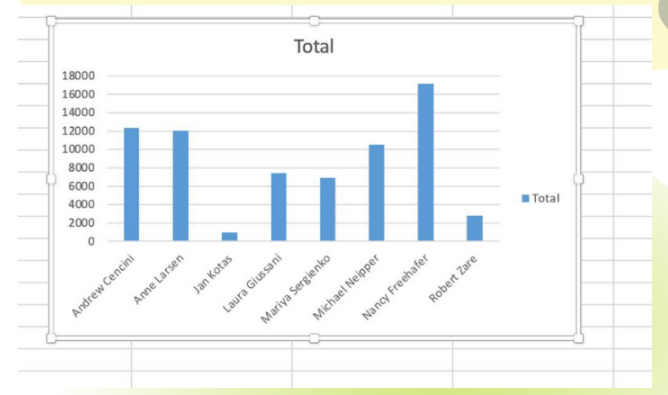 Total
18000
16000
14000
12000
10000
8000
6000
4000
2000
0
Total
Andrew Cencini
Anne Larsen
Jan Kotas
Laura Giussani
Mariya Sergienko
Michael Neipper
Nancy Freehafer
Robert Zare